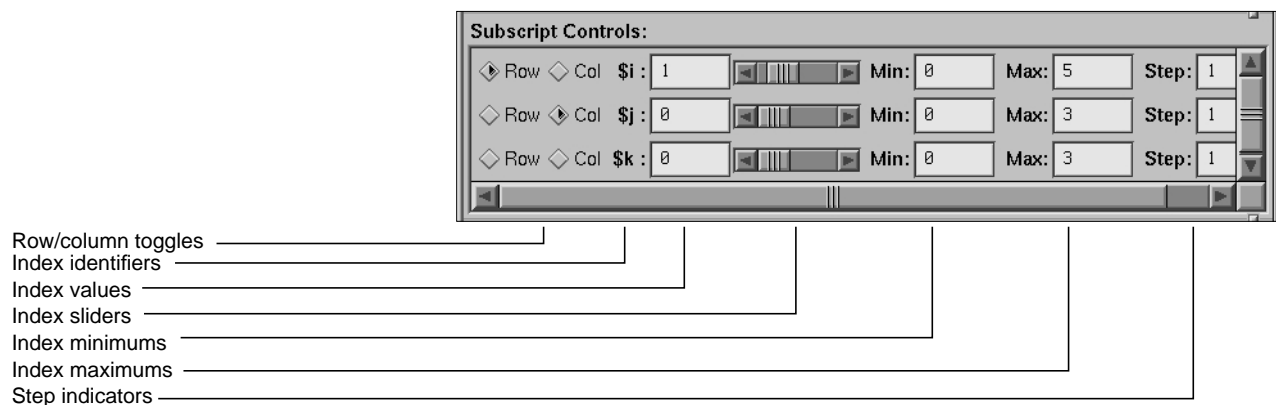 Subscript Controls:
Row Col $i : 1 Min: 0 Max: 5 Step: 1
Row Col $j : 0 Min: 0 Max: 3 Step: 1
Row Col $k : 0 Min: 0 Max: 3 Step: 1
Row/column toggles
Index identifiers
Index values
Index sliders
Index minimums
Index maximums
Step indicators